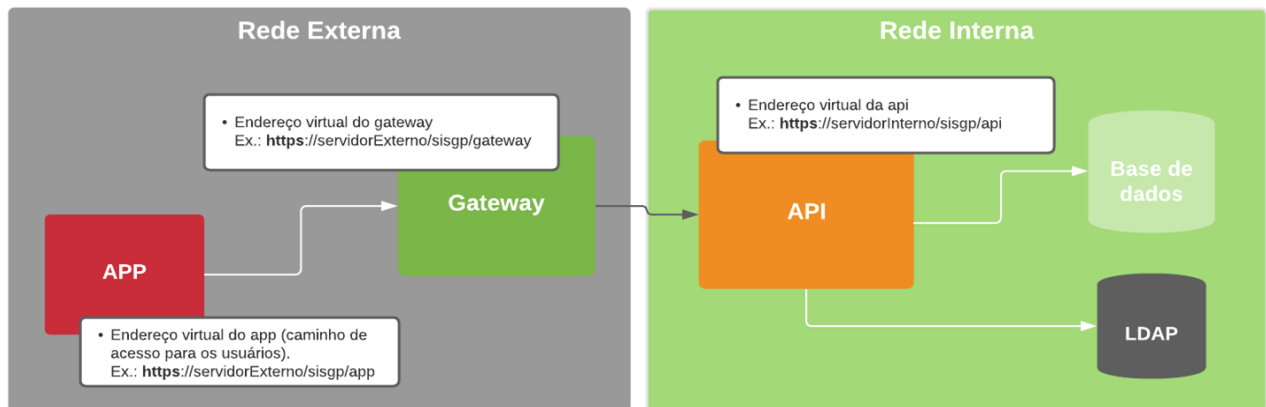 Rede Externa
Rede Interna
• Endereço virtual do gateway
Ex.: https://servidorExterno/sisgp/gateway
• Endereço virtual da api
Ex.: https://servidorInterno/sisgp/api
Gateway
API
Base de
dados
APP
• Endereço virtual do app (caminho de
acesso para os usuários).
Ex.: https://servidorExterno/sisgp/app
LDAP